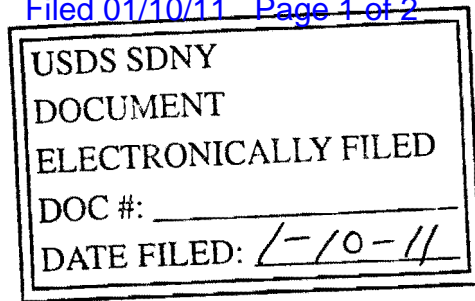 Filed 01/10/11 Page 1 of 2
USDS SDNY
DOCUMENT
ELECTRONICALLY FILED
DOC #:
DATE FILED: 1-10-11